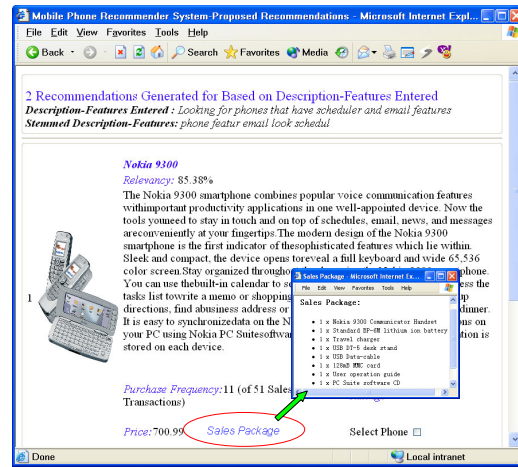 Mobile Phone Recommender System-Proposed Recommendations - Microsoft Internet Expl...
File Edit View Favorites Tools Help
Back Search Favorites Media
2 Recommendations Generated for Based on Description-Features Entered
Description-Features Entered : Looking for phones that have scheduler and email features
Stemmed Description-Features: phone featur email look schedul
Nokia 9300
Relevancy: 85.38%
The Nokia 9300 smartphone combines popular voice communication features
withimportant productivity applications in one well-appointed device. Now the
tools youneed to stay in touch and on top of schedules, email, news, and messages
areconveniently at your fingertips.The modern design of the Nokia 9300
smartphone is the first indicator of thesophisticated features which lie within.
Sleek and compact, the device opens toreveal a full keyboard and wide 65,536
color screen.Stay organized throughou phone.
You can use thebuilt-in calendar to s ess the
tasks list towrite a memo or shopping up
directions, find abusiness address or dinner.
It is easy to synchronizedata on the N ons on
your PC using Nokia PC Suitesoftwa tion is
stored on each device.
1
Sales Package - Microsoft Internet Ex...
File Edit View Favorites Tools Help
Sales Package:
1 x Nokia 9300 Communicator Handset
1 x Standard BP-6M lithium ion battery
1 x Travel charger
1 x USB DT-5 desk stand
1 x USB Data-cable
1 x 128mB MMC card
1 x User operation guide
1 x PC Suite software CD
Purchase Frequency:11 (of 51 Sales
Transactions)
Price:700.99 Sales Package Select Phone
Done Local intranet